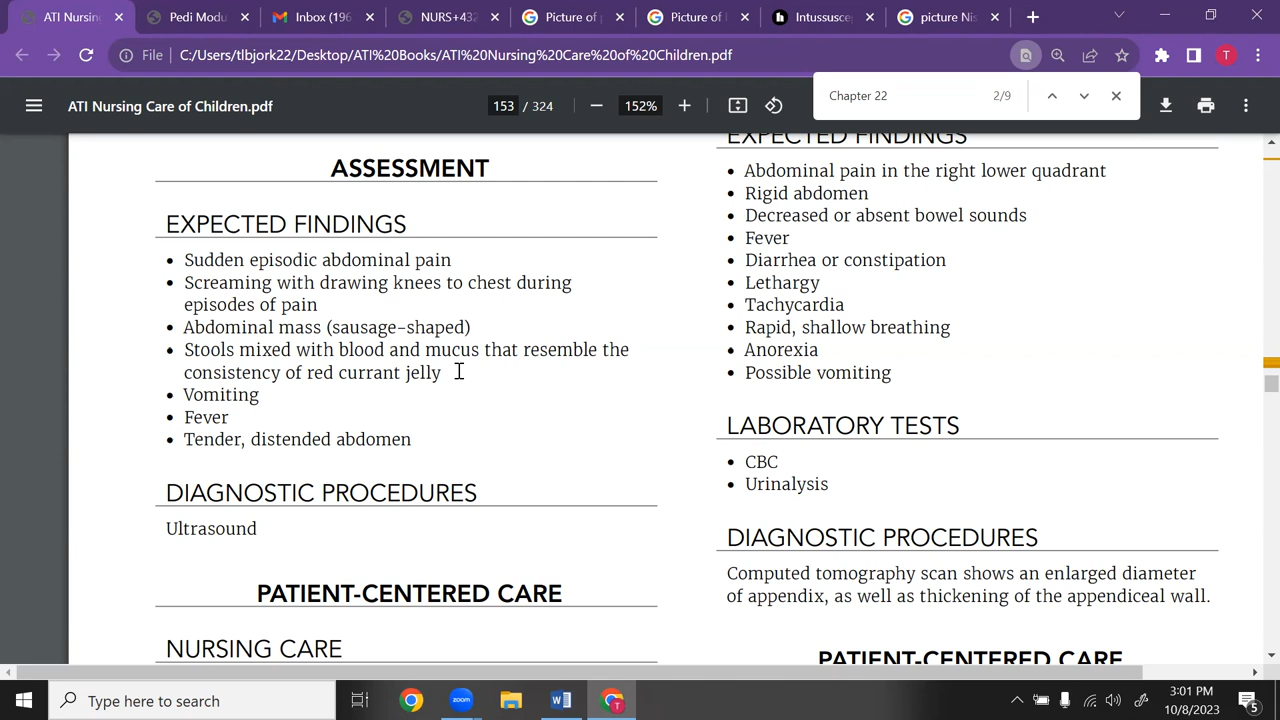 ATI Nursin
Pedi Modu
Inbox (196
NURS+432
Picture of
Picture of
Intussuscep
picture Nis
File
C:/Users/tlbjork22/Desktop/ATI%20Books/ATI%20Nursing%20Care%20of%20Children.pdf
T
ATI Nursing Care of Children.pdf
153 / 324
152%
Chapter 22
2/9
ASSESSMENT
EXPECTED FINDINGS
• Sudden episodic abdominal pain
• Screaming with drawing knees to chest during
episodes of pain
• Abdominal mass (sausage-shaped)
• Stools mixed with blood and mucus that resemble the
consistency of red currant jelly
• Vomiting
• Fever
• Tender, distended abdomen
DIAGNOSTIC PROCEDURES
Ultrasound
PATIENT-CENTERED CARE
NURSING CARE
EXPECTED FINDINGS
• Abdominal pain in the right lower quadrant
• Rigid abdomen
• Decreased or absent bowel sounds
• Fever
• Diarrhea or constipation
• Lethargy
• Tachycardia
• Rapid, shallow breathing
• Anorexia
• Possible vomiting
LABORATORY TESTS
• CBC
• Urinalysis
DIAGNOSTIC PROCEDURES
Computed tomography scan shows an enlarged diameter
of appendix, as well as thickening of the appendiceal wall.
PATIENT-CENTERED CARE
Type here to search
zoom
T
3:01 PM
10/8/2023
5